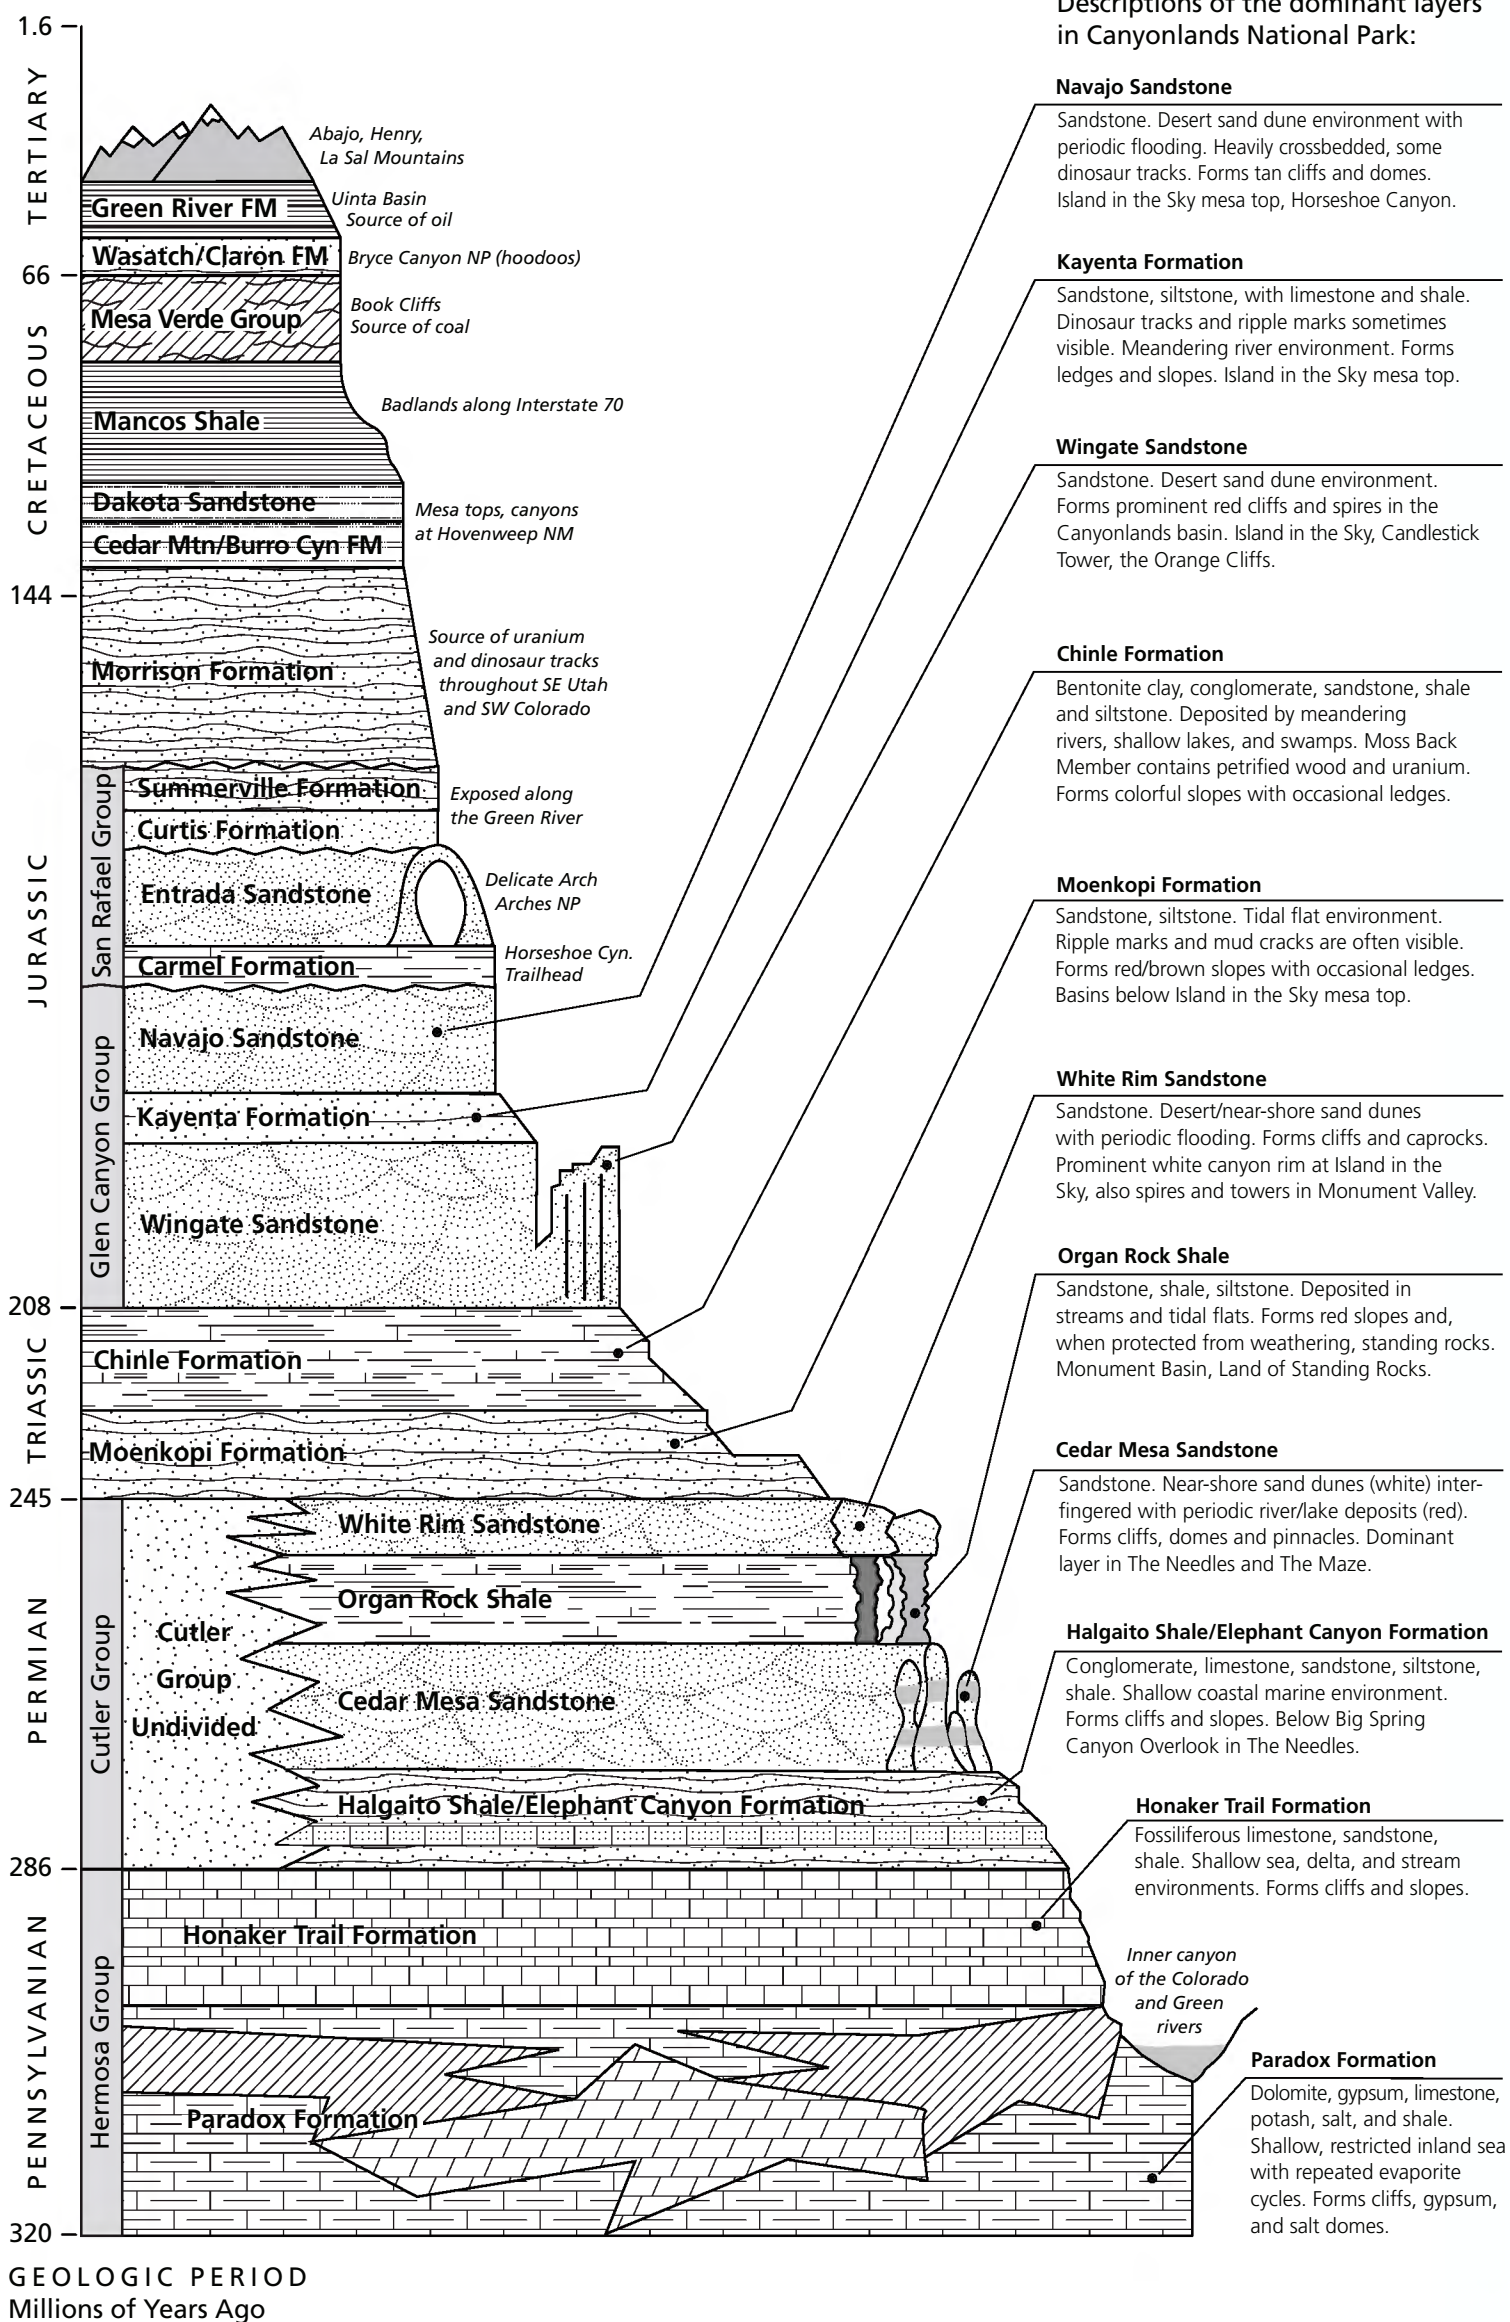 1.6
TERTIARY
Abajo, Henry,
La Sal Mountains
Green River FM
Uinta Basin
Source of oil
Wasatch/Claron FM
Bryce Canyon NP (hoodoos)
66
CRETACEOUS
Mesa Verde Group
Book Cliffs
Source of coal
Mancos Shale
Badlands along Interstate 70
Dakota Sandstone
Cedar Mtn/Burro Cyn FM
Mesa tops, canyons
at Hovenweep NM
144
JURASSIC
Morrison Formation
Source of uranium
and dinosaur tracks
throughout SE Utah
and SW Colorado
San Rafael Group
Summerville Formation
Curtis Formation
Exposed along
the Green River
Entrada Sandstone
Delicate Arch
Arches NP
Carmel Formation
Horseshoe Cyn.
Trailhead
Glen Canyon Group
Navajo Sandstone
Kayenta Formation
Wingate Sandstone
208
TRIASSIC
Chinle Formation
Moenkopi Formation
245
PERMIAN
Cutler Group
Cutler
Group
Undivided
White Rim Sandstone
Organ Rock Shale
Cedar Mesa Sandstone
Halgaito Shale/Elephant Canyon Formation
286
PENNSYLVANIAN
Hermosa Group
Honaker Trail Formation
Paradox Formation
Inner canyon
of the Colorado
and Green
rivers
320
GEOLOGIC PERIOD
Millions of Years Ago
Descriptions of the dominant layers
in Canyonlands National Park:
Navajo Sandstone
Sandstone. Desert sand dune environment with
periodic flooding. Heavily crossbedded, some
dinosaur tracks. Forms tan cliffs and domes.
Island in the Sky mesa top, Horseshoe Canyon.
Kayenta Formation
Sandstone, siltstone, with limestone and shale.
Dinosaur tracks and ripple marks sometimes
visible. Meandering river environment. Forms
ledges and slopes. Island in the Sky mesa top.
Wingate Sandstone
Sandstone. Desert sand dune environment.
Forms prominent red cliffs and spires in the
Canyonlands basin. Island in the Sky, Candlestick
Tower, the Orange Cliffs.
Chinle Formation
Bentonite clay, conglomerate, sandstone, shale
and siltstone. Deposited by meandering
rivers, shallow lakes, and swamps. Moss Back
Member contains petrified wood and uranium.
Forms colorful slopes with occasional ledges.
Moenkopi Formation
Sandstone, siltstone. Tidal flat environment.
Ripple marks and mud cracks are often visible.
Forms red/brown slopes with occasional ledges.
Basins below Island in the Sky mesa top.
White Rim Sandstone
Sandstone. Desert/near-shore sand dunes
with periodic flooding. Forms cliffs and caprocks.
Prominent white canyon rim at Island in the
Sky, also spires and towers in Monument Valley.
Organ Rock Shale
Sandstone, shale, siltstone. Deposited in
streams and tidal flats. Forms red slopes and,
when protected from weathering, standing rocks.
Monument Basin, Land of Standing Rocks.
Cedar Mesa Sandstone
Sandstone. Near-shore sand dunes (white) inter-
fingered with periodic river/lake deposits (red).
Forms cliffs, domes and pinnacles. Dominant
layer in The Needles and The Maze.
Halgaito Shale/Elephant Canyon Formation
Conglomerate, limestone, sandstone, siltstone,
shale. Shallow coastal marine environment.
Forms cliffs and slopes. Below Big Spring
Canyon Overlook in The Needles.
Honaker Trail Formation
Fossiliferous limestone, sandstone,
shale. Shallow sea, delta, and stream
environments. Forms cliffs and slopes.
Paradox Formation
Dolomite, gypsum, limestone,
potash, salt, and shale.
Shallow, restricted inland sea
with repeated evaporite
cycles. Forms cliffs, gypsum,
and salt domes.